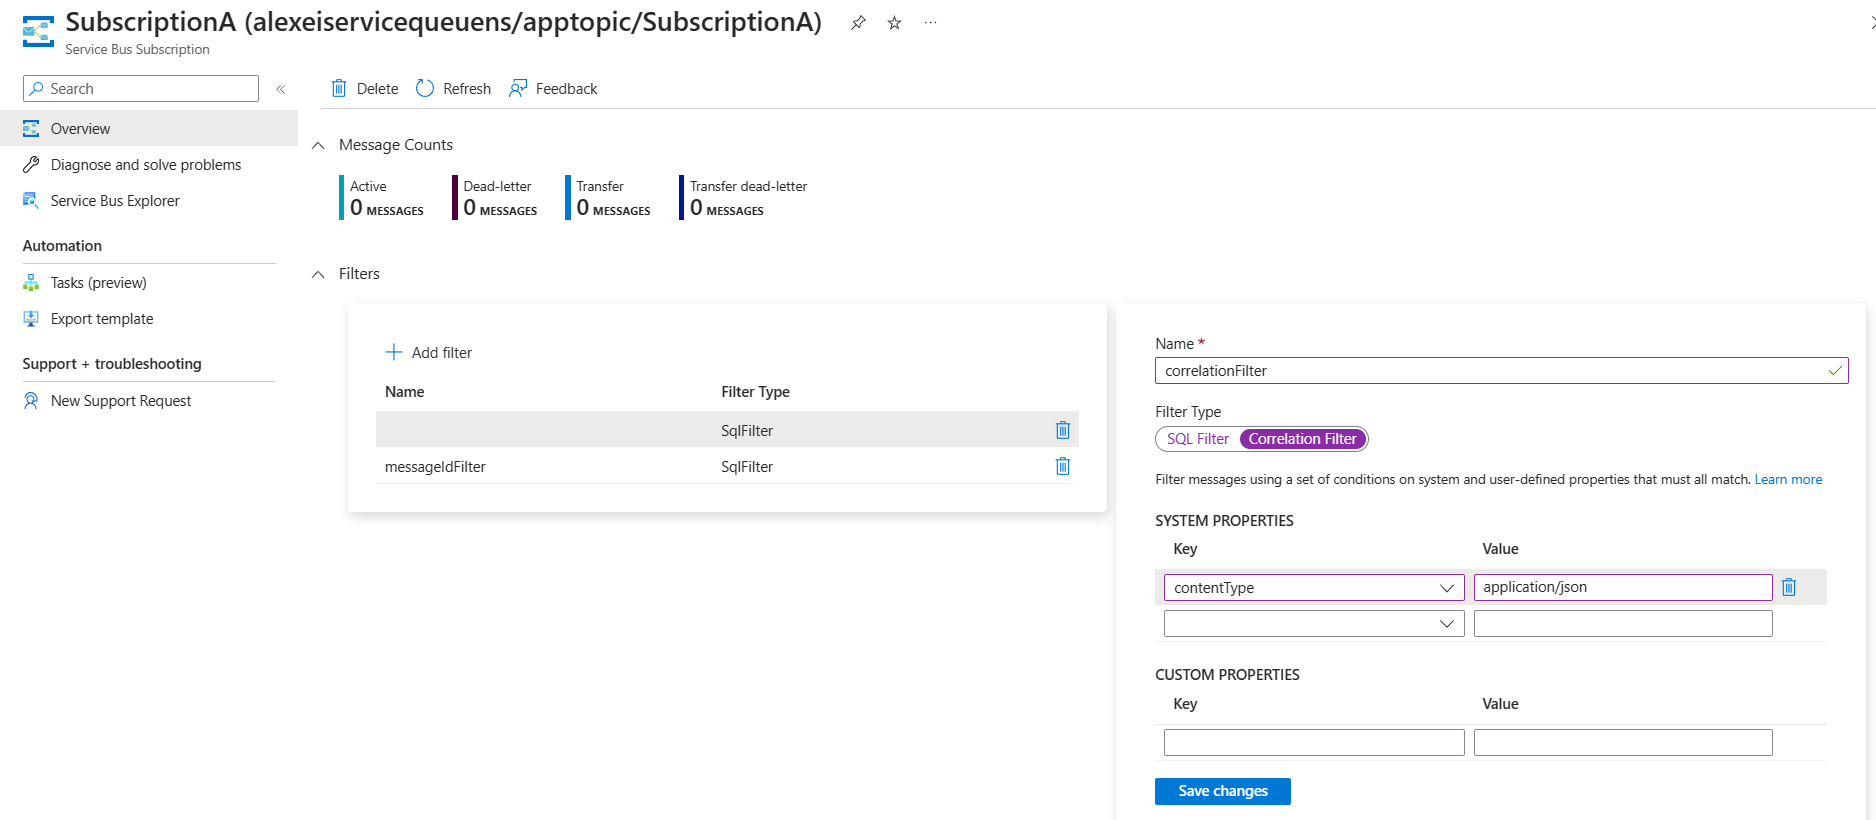 SubscriptionA (alexeiservicequeuens/apptopic/SubscriptionA)
Service Bus Subscription
Search
Overview
Diagnose and solve problems
Service Bus Explorer
Automation
Tasks (preview)
Export template
Support + troubleshooting
New Support Request
Delete Refresh Feedback
Message Counts
Active Dead-letter Transfer Transfer dead-letter
0 MESSAGES 0 MESSAGES 0 MESSAGES 0 MESSAGES
Filters
Add filter
Name Filter Type
SqlFilter
messageIdFilter SqlFilter
Name *
correlationFilter
Filter Type
SQL Filter Correlation Filter
Filter messages using a set of conditions on system and user-defined properties that must all match. Learn more
SYSTEM PROPERTIES
Key Value
contentType application/json
CUSTOM PROPERTIES
Key Value
Save changes